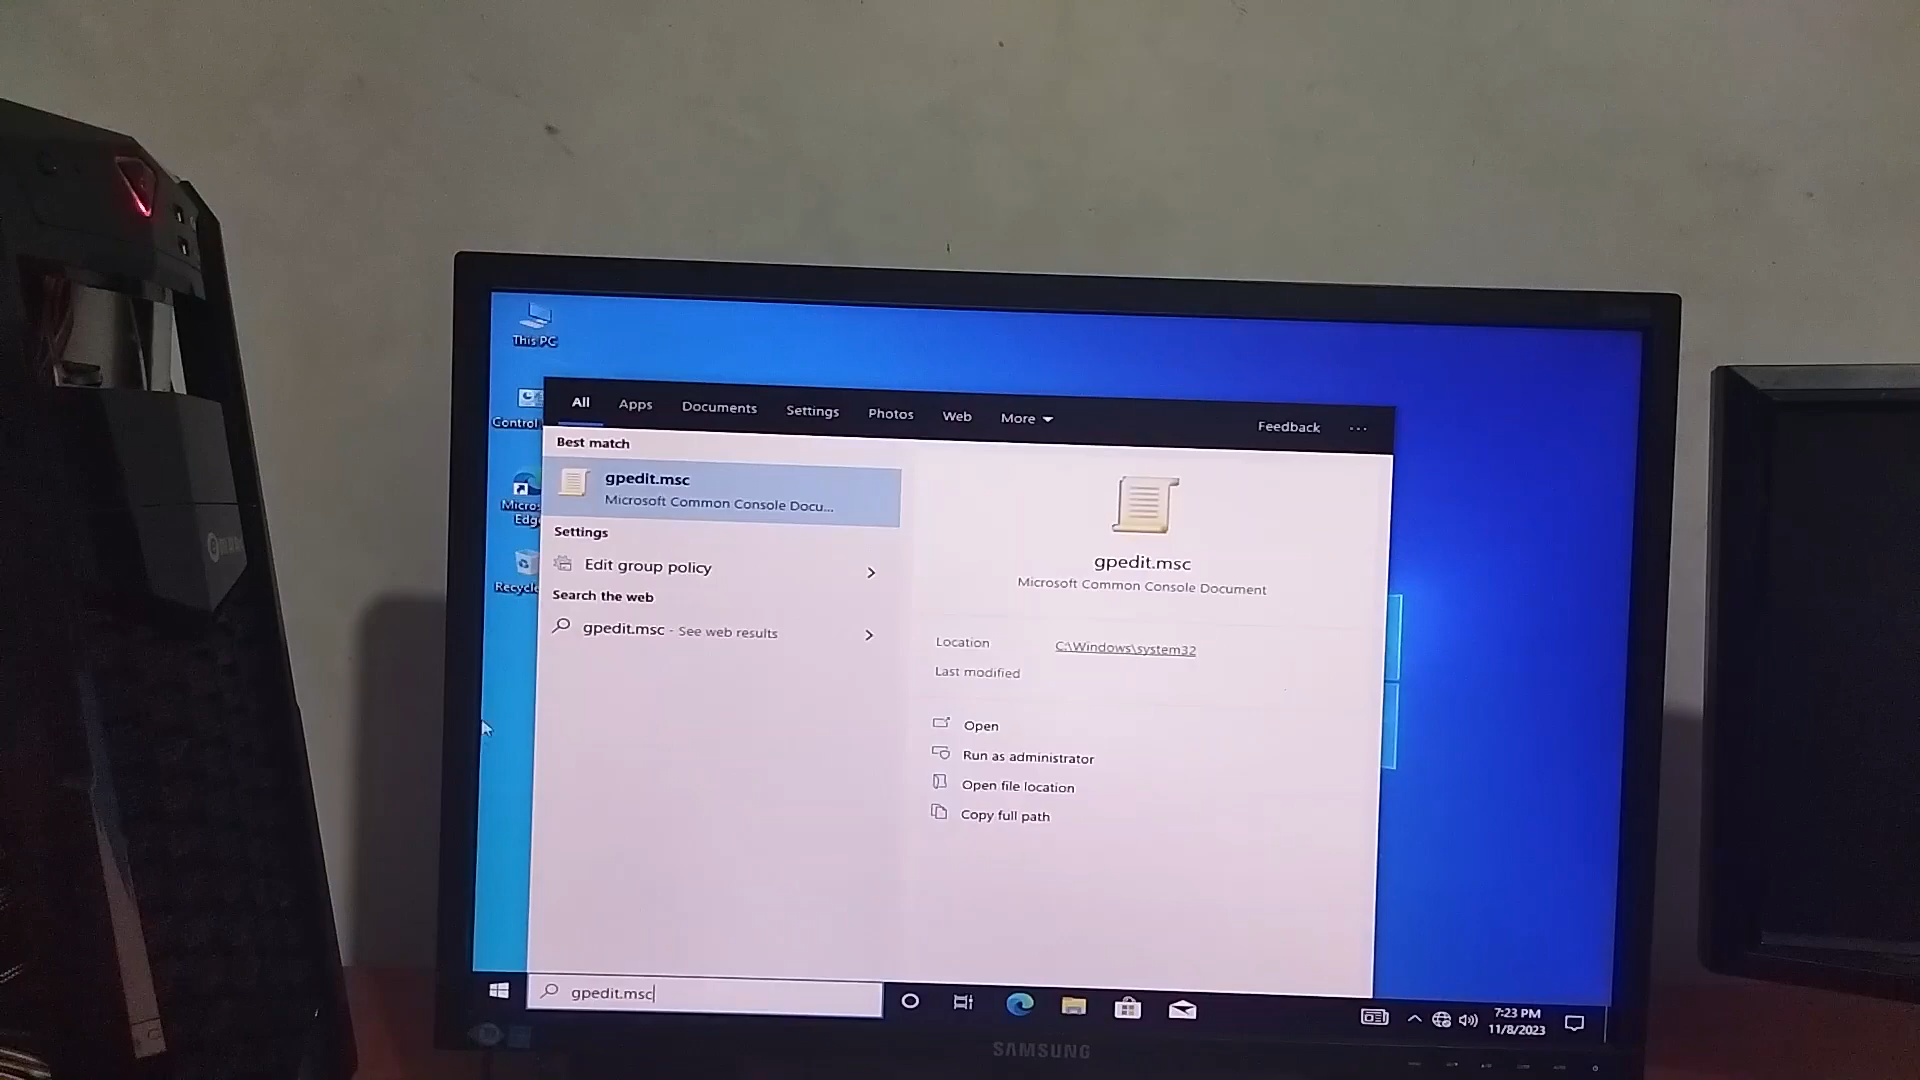 This PC
Control
Micros
Edge
Recycle
All Apps Documents Settings Photos Web More Feedback
Best match
gpedit.msc
Microsoft Common Console Docu...
Settings
Edit group policy
Search the web
gpedit.msc - See web results
gpedit.msc
Microsoft Common Console Document
Location C:\Windows\system32
Last modified
Open
Run as administrator
Open file location
Copy full path
gpedit.msc
7:23 PM
11/8/2023
SAMSUNG